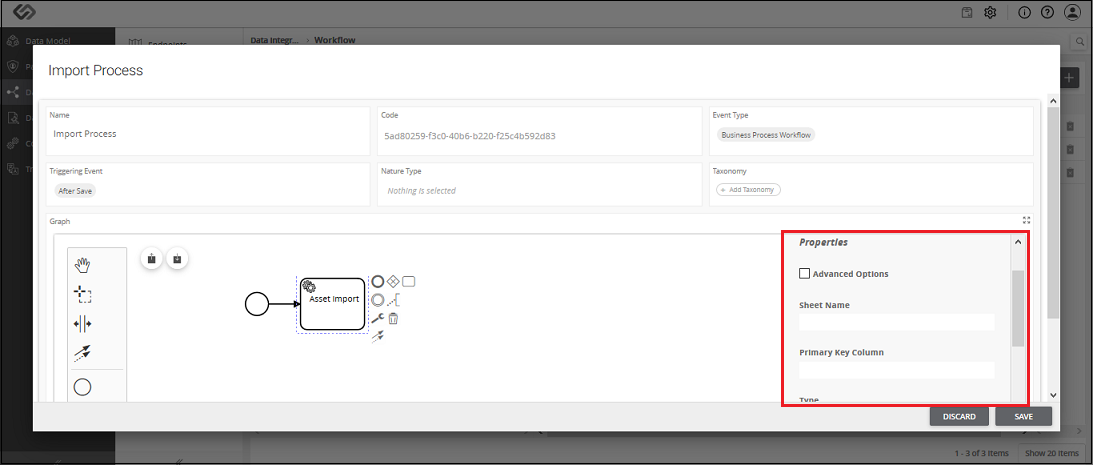 Data Model
Endpoints
Data Integr... > Workflow
Import Process
Name
Import Process
Code
5ad80259-f3c0-40b6-b220-f25c4b592d83
Event Type
Business Process Workflow
Triggering Event
After Save
Nature Type
Nothing is selected
Taxonomy
+ Add Taxonomy
Graph
Asset Import
Properties
Advanced Options
Sheet Name
Primary Key Column
Type
DISCARD
SAVE
1 - 3 of 3 Items
Show 20 Items